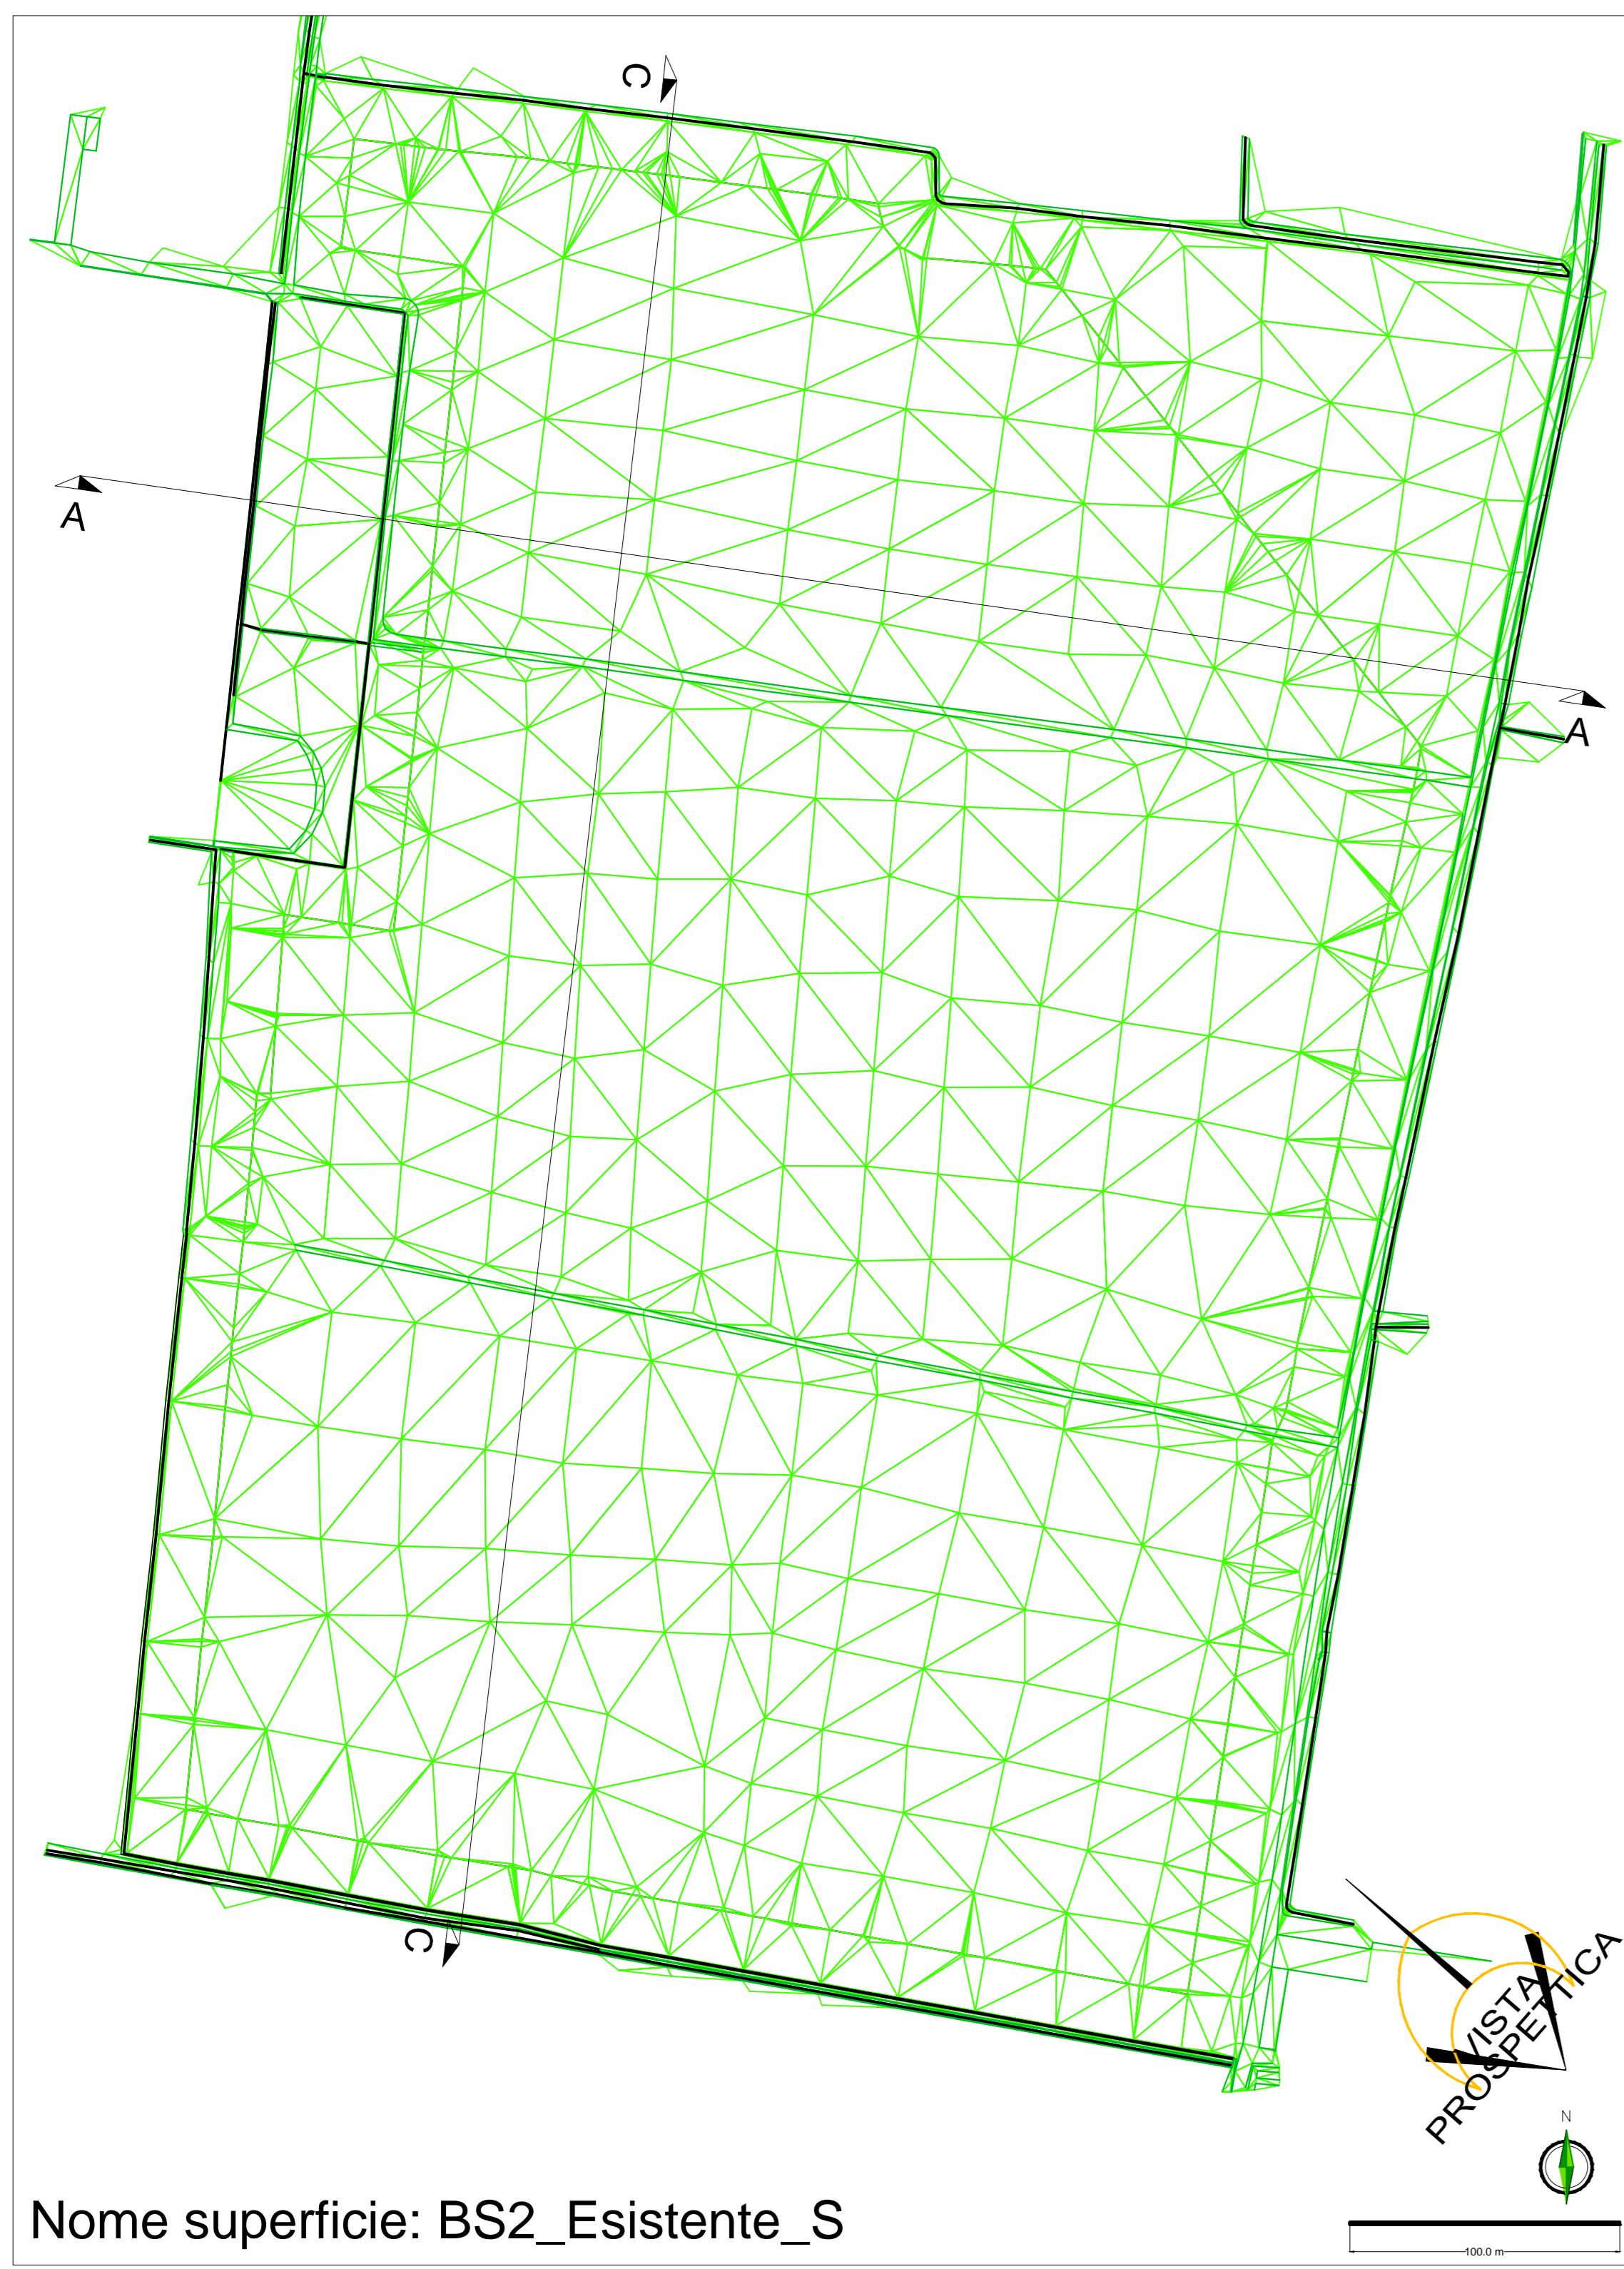 C
A
A
C
VISTA
PROSPETTICA
N
Nome superficie: BS2_Esistente_S
100.0 m